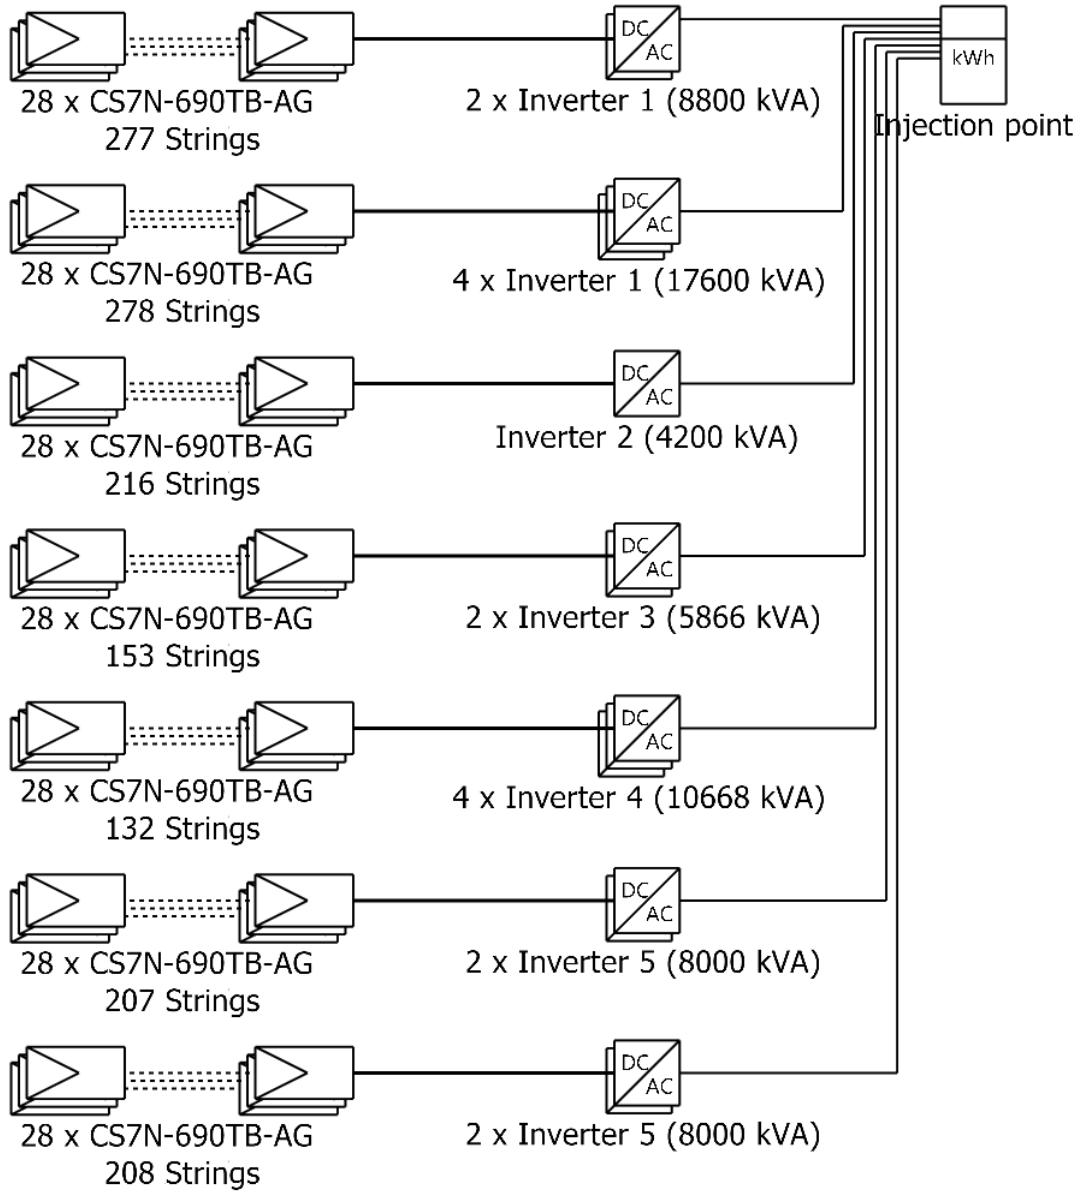 DC
AC
kWh
28 x CS7N-690TB-AG
277 Strings
2 x Inverter 1 (8800 kVA)
Injection point
DC
AC
28 x CS7N-690TB-AG
278 Strings
4 x Inverter 1 (17600 kVA)
DC
AC
28 x CS7N-690TB-AG
216 Strings
Inverter 2 (4200 kVA)
DC
AC
28 x CS7N-690TB-AG
153 Strings
2 x Inverter 3 (5866 kVA)
DC
AC
28 x CS7N-690TB-AG
132 Strings
4 x Inverter 4 (10668 kVA)
DC
AC
28 x CS7N-690TB-AG
207 Strings
2 x Inverter 5 (8000 kVA)
DC
AC
28 x CS7N-690TB-AG
208 Strings
2 x Inverter 5 (8000 kVA)